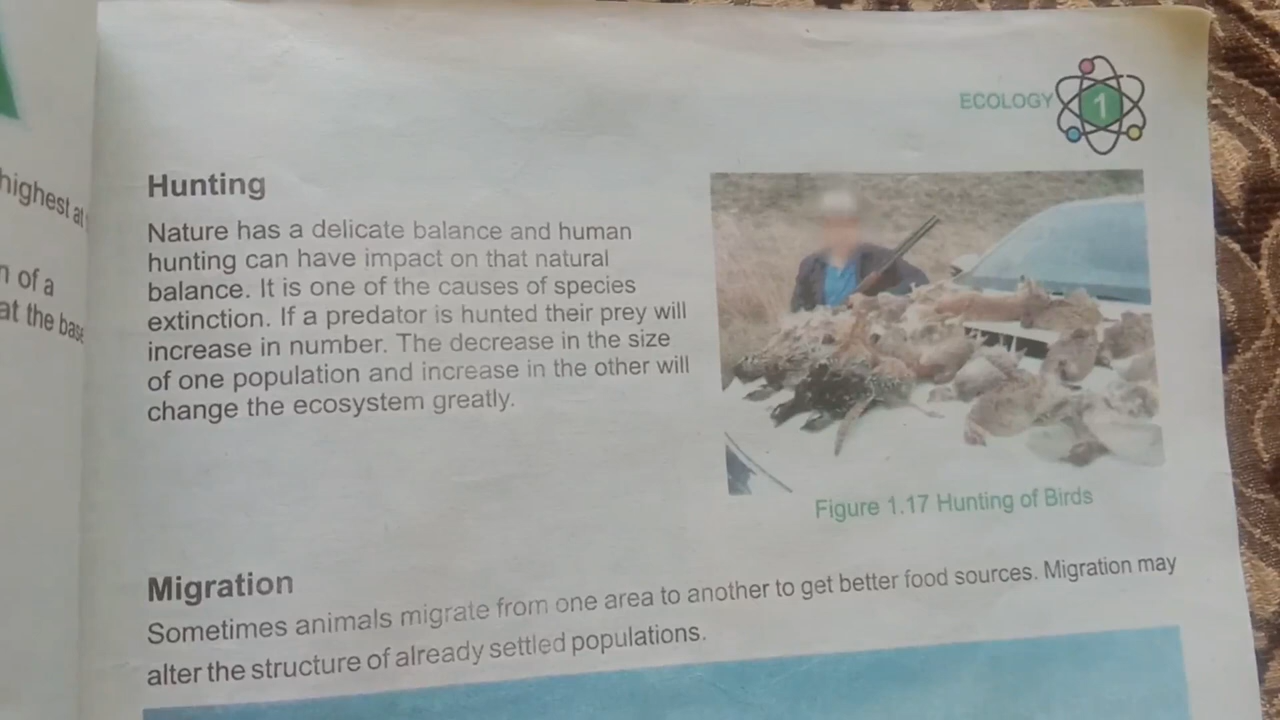 highest at
n of a
at the base
ECOLOGY 1
Hunting
Nature has a delicate balance and human
hunting can have impact on that natural
balance. It is one of the causes of species
extinction. If a predator is hunted their prey will
increase in number. The decrease in the size
of one population and increase in the other will
change the ecosystem greatly.
Figure 1.17 Hunting of Birds
Migration
Sometimes animals migrate from one area to another to get better food sources. Migration may
alter the structure of already settled populations.